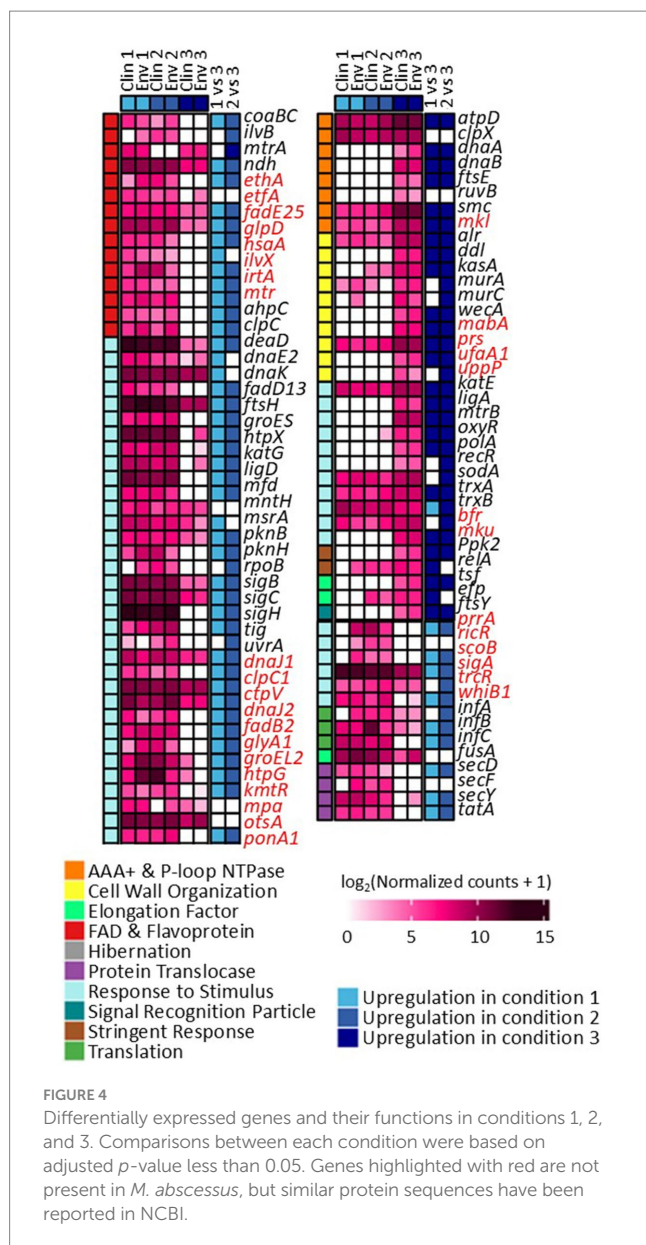 Clin 1
Env 1
Clin 2
Env 2
Clin 3
Env 3
1 vs 3
2 vs 3
coaBC
ilvB
mtrA
ndh
ethA
etfA
fadE25
glpD
hsaA
ilvX
irtA
mtr
ahpC
clpC
deaD
dnaE2
dnaK
fadD13
ftsH
groES
htpX
katG
ligD
mfd
mntH
msrA
pknB
pknH
rpoB
sigB
sigC
sigH
tig
uvrA
dnaJ1
clpC1
ctpV
dnaJ2
fadB2
glyA1
groEL2
htpG
kmtR
mpa
otsA
ponA1
Clin 1
Env 1
Clin 2
Env 2
Clin 3
Env 3
1 vs 3
2 vs 3
atpD
clpX
dhaA
dnaB
ftsE
ruvB
smc
mkl
alr
ddl
kasA
murA
murC
wecA
mabA
prs
ufaA1
uppP
katE
ligA
mtrB
oxyR
polA
recR
sodA
trxA
trxB
bfr
mku
Ppk2
relA
tsf
efp
ftsY
prrA
ricR
scoB
sigA
trcR
whiB1
infA
infB
infC
fusA
secD
secF
secY
tatA
AAA+ & P-loop NTPase
Cell Wall Organization
Elongation Factor
FAD & Flavoprotein
Hibernation
Protein Translocase
Response to Stimulus
Signal Recognition Particle
Stringent Response
Translation
log₂(Normalized counts + 1)
0 5 10 15
Upregulation in condition 1
Upregulation in condition 2
Upregulation in condition 3
FIGURE 4
Differentially expressed genes and their functions in conditions 1, 2,
and 3. Comparisons between each condition were based on
adjusted p-value less than 0.05. Genes highlighted with red are not
present in M. abscessus, but similar protein sequences have been
reported in NCBI.